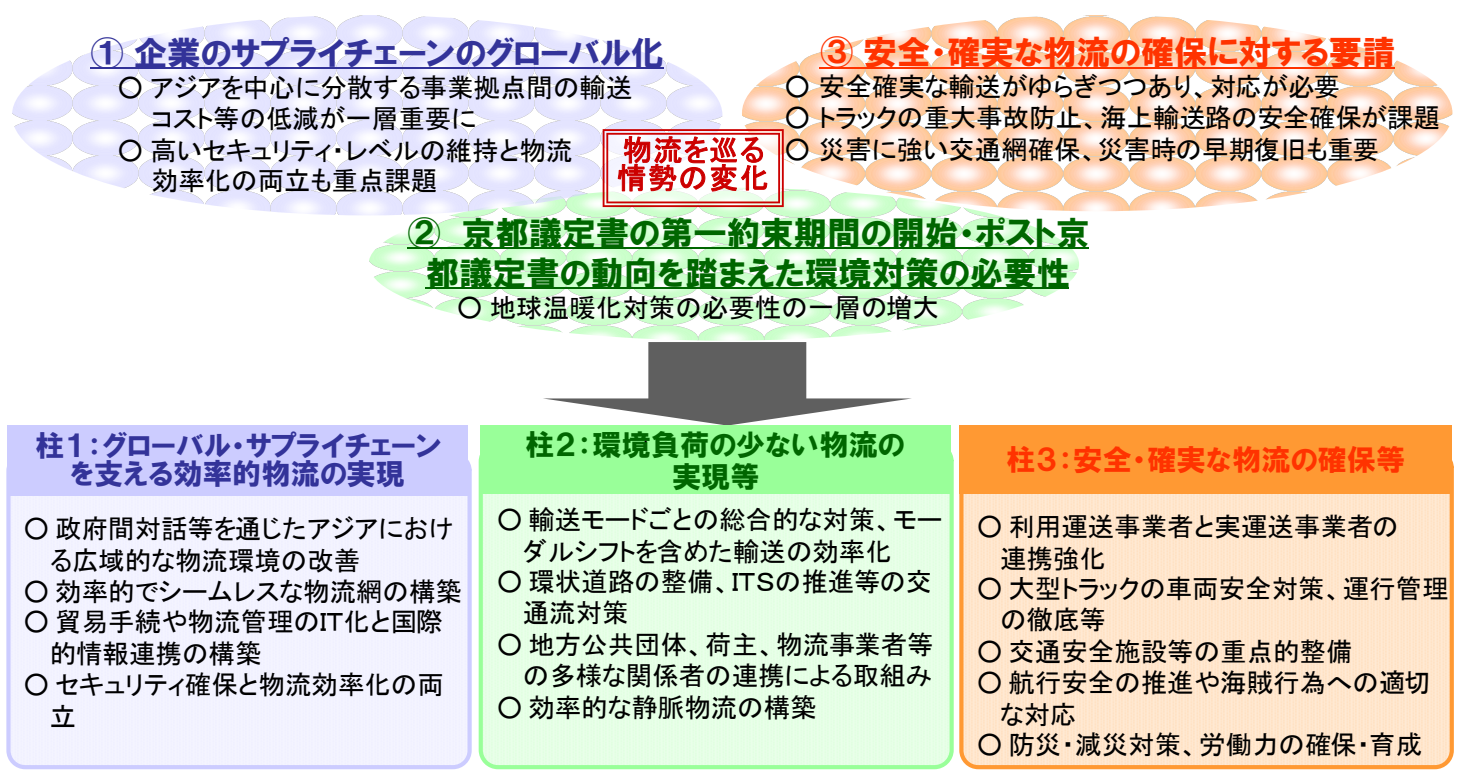 ① 企業のサプライチェーンのグローバル化
○ アジアを中心に分散する事業拠点間の輸送
コスト等の低減が一層重要に
○ 高いセキュリティ・レベルの維持と物流
効率化の両立も重点課題
物流を巡る
情勢の変化
③ 安全・確実な物流の確保に対する要請
○ 安全確実な輸送がゆらぎつつあり、対応が必要
○ トラックの重大事故防止、海上輸送路の安全確保が課題
○ 災害に強い交通網確保、災害時の早期復旧も重要
② 京都議定書の第一約束期間の開始・ポスト京
都議定書の動向を踏まえた環境対策の必要性
○ 地球温暖化対策の必要性の一層の増大
柱1:グローバル・サプライチェーン
を支える効率的物流の実現
○ 政府間対話等を通じたアジアにおけ
る広域的な物流環境の改善
○ 効率的でシームレスな物流網の構築
○ 貿易手続や物流管理のIT化と国際
的情報連携の構築
○ セキュリティ確保と物流効率化の両
立
柱2:環境負荷の少ない物流の
実現等
○ 輸送モードごとの総合的な対策、モー
ダルシフトを含めた輸送の効率化
○ 環状道路の整備、ITSの推進等の交
通流対策
○ 地方公共団体、荷主、物流事業者等
の多様な関係者の連携による取組み
○ 効率的な静脈物流の構築
柱3:安全・確実な物流の確保等
○ 利用運送事業者と実運送事業者の
連携強化
○ 大型トラックの車両安全対策、運行管理
の徹底等
○ 交通安全施設等の重点的整備
○ 航行安全の推進や海賊行為への適切
な対応
○ 防災・減災対策、労働力の確保・育成